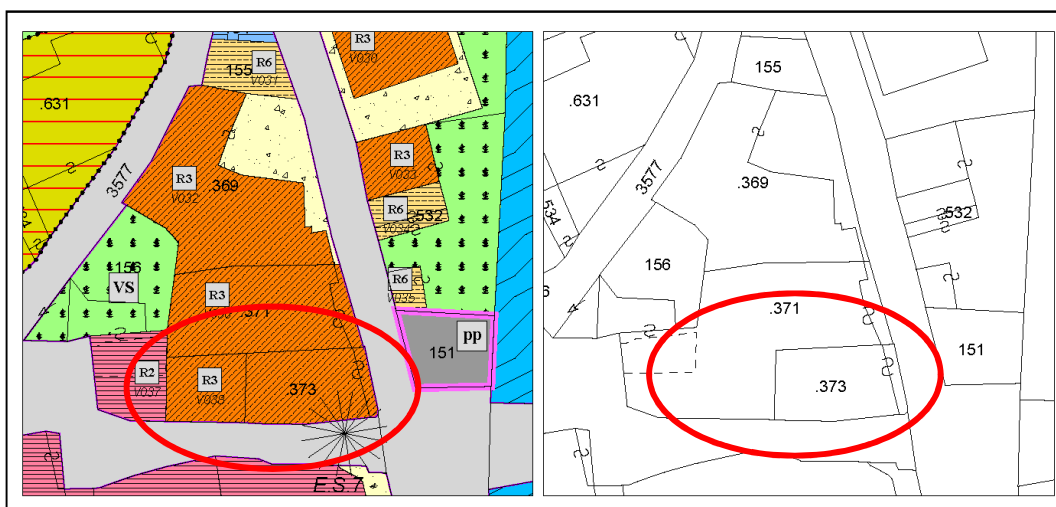 R3
V030
R6
155
V031
.631
R3
V033
3577
R3
.369
V032
R6
532
V034
156
VS
R6
V035
R3
.371
pp
151
R2
V037
R3
V038
.373
E.S.7
155
.631
3577
.369
534
532
156
.371
151
.373